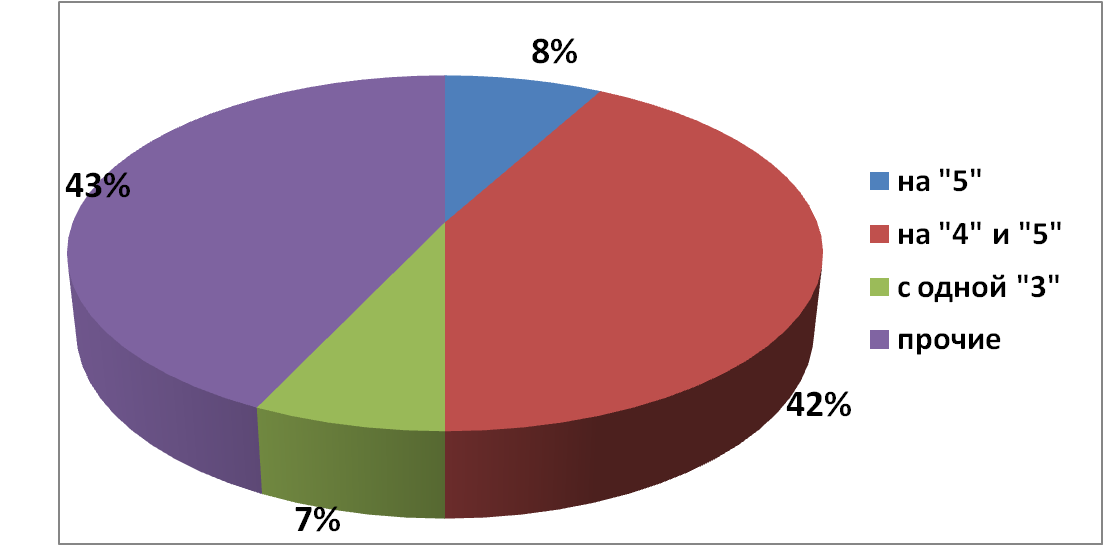 8%
43%
42%
7%
на "5"
на "4" и "5"
с одной "3"
прочие